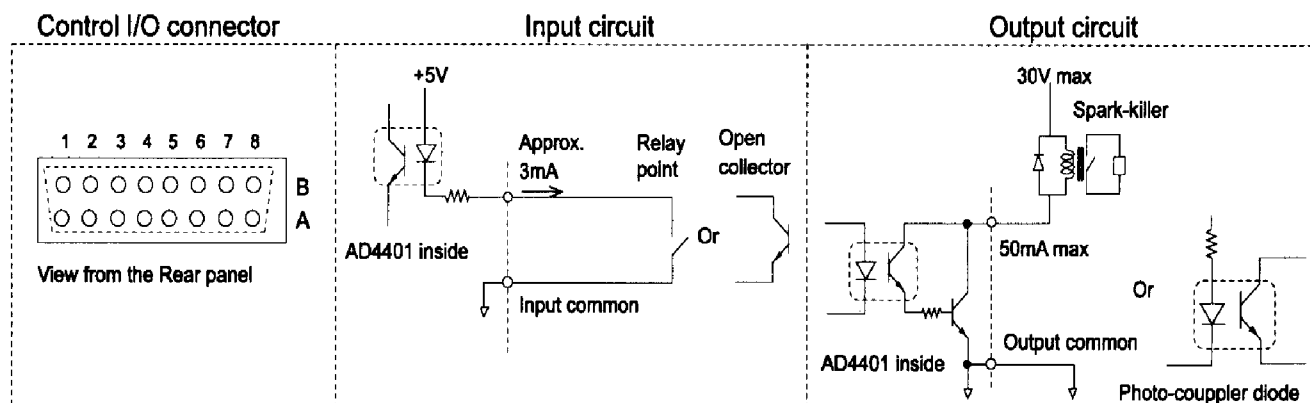 Control I/O connector
1 2 3 4 5 6 7 8
B
A
View from the Rear panel
Input circuit
+5V
Approx.
3mA
Relay
point
Open
collector
Or
AD4401 inside
Input common
Output circuit
30V max
Spark-killer
50mA max
Or
Output common
AD4401 inside
Photo-couppler diode